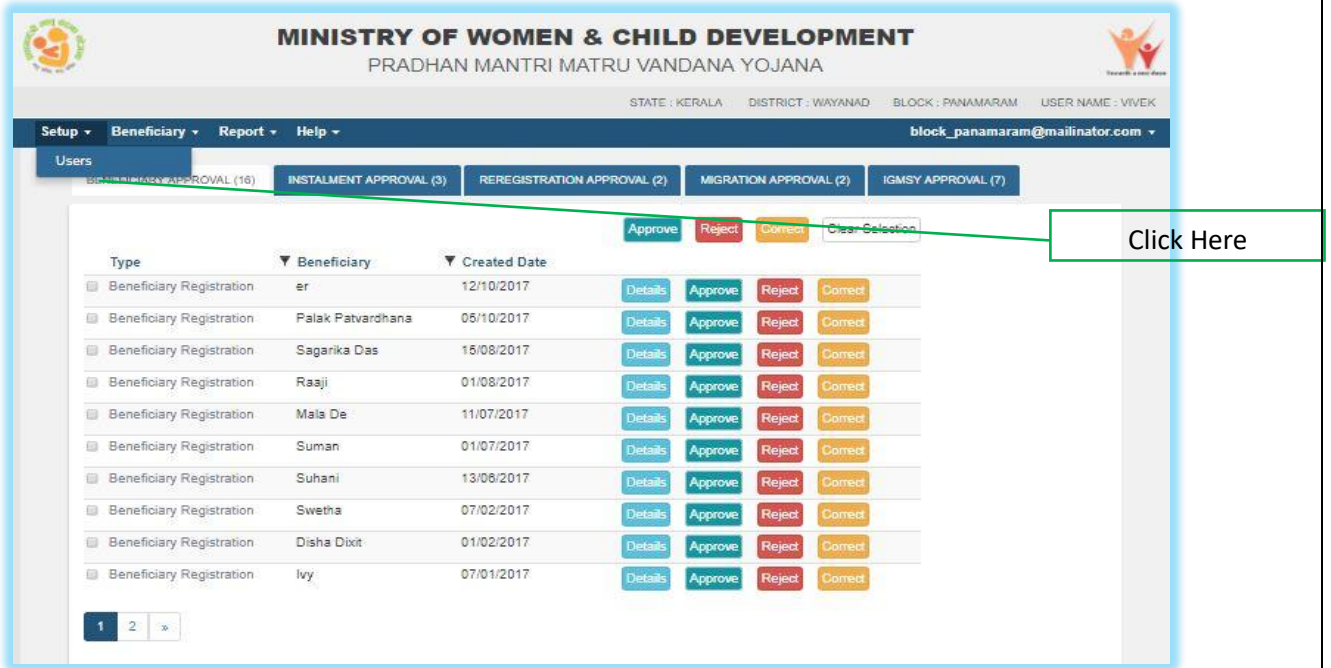 MINISTRY OF WOMEN & CHILD DEVELOPMENT
PRADHAN MANTRI MATRU VANDANA YOJANA
STATE : KERALA DISTRICT : WAYANAD BLOCK : PANAMARAM USER NAME : VIVEK
Setup Beneficiary Report Help block_panamaram@mailinator.com
Users
BENEFICIARY APPROVAL (16) INSTALMENT APPROVAL (3) REREGISTRATION APPROVAL (2) MIGRATION APPROVAL (2) IGMSY APPROVAL (7)
Approve Reject Correct Clear Selection
Click Here
Type Beneficiary Created Date
Beneficiary Registration er 12/10/2017 Details Approve Reject Correct
Beneficiary Registration Palak Patvardhana 05/10/2017 Details Approve Reject Correct
Beneficiary Registration Sagarika Das 15/08/2017 Details Approve Reject Correct
Beneficiary Registration Raaji 01/08/2017 Details Approve Reject Correct
Beneficiary Registration Mala De 11/07/2017 Details Approve Reject Correct
Beneficiary Registration Suman 01/07/2017 Details Approve Reject Correct
Beneficiary Registration Suhani 13/06/2017 Details Approve Reject Correct
Beneficiary Registration Swetha 07/02/2017 Details Approve Reject Correct
Beneficiary Registration Disha Dixit 01/02/2017 Details Approve Reject Correct
Beneficiary Registration Ivy 07/01/2017 Details Approve Reject Correct
1 2 »